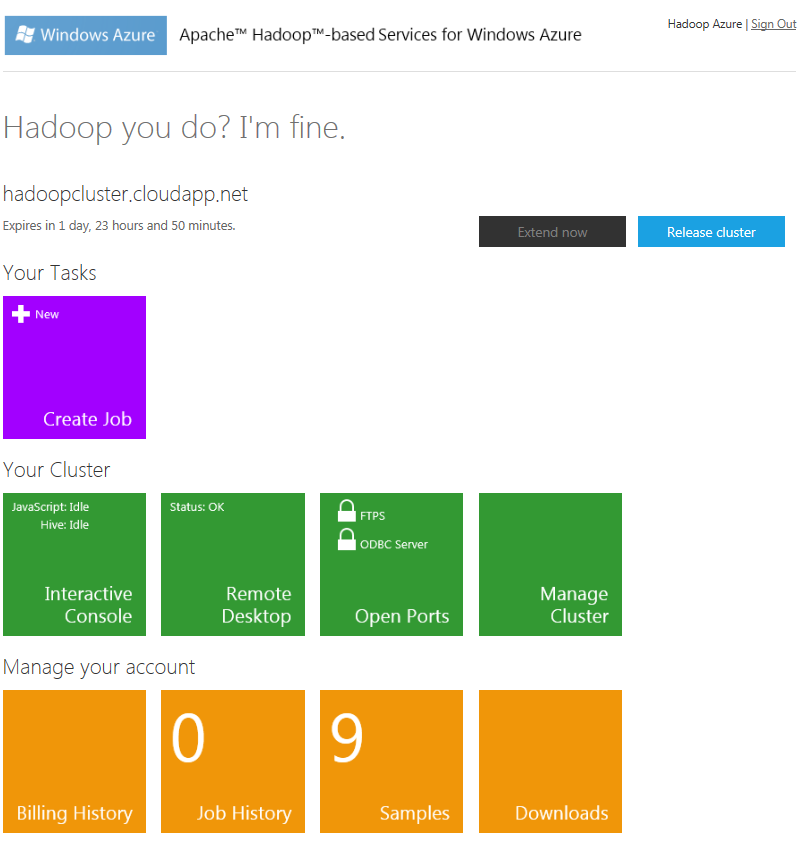 Windows Azure Apache™ Hadoop™-based Services for Windows Azure Hadoop Azure | Sign Out
Hadoop you do? I'm fine.
hadoopcluster.cloudapp.net
Expires in 1 day, 23 hours and 50 minutes.
Extend now
Release cluster
Your Tasks
New
Create Job
Your Cluster
JavaScript: Idle
Hive: Idle
Interactive
Console
Status: OK
Remote
Desktop
FTPS
ODBC Server
Open Ports
Manage
Cluster
Manage your account
Billing History
0
Job History
9
Samples
Downloads